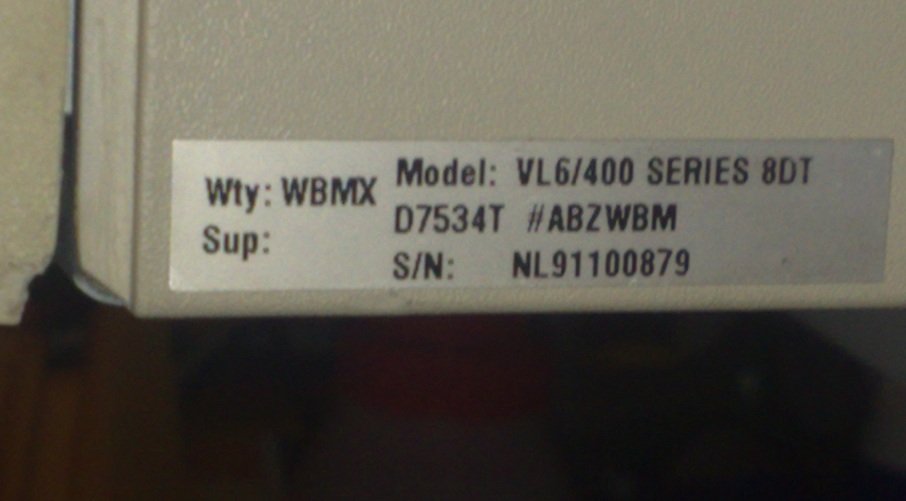 Wty: WBMX
Sup:
Model: VL6/400 SERIES 8DT
D7534T #ABZWBM
S/N: NL91100879